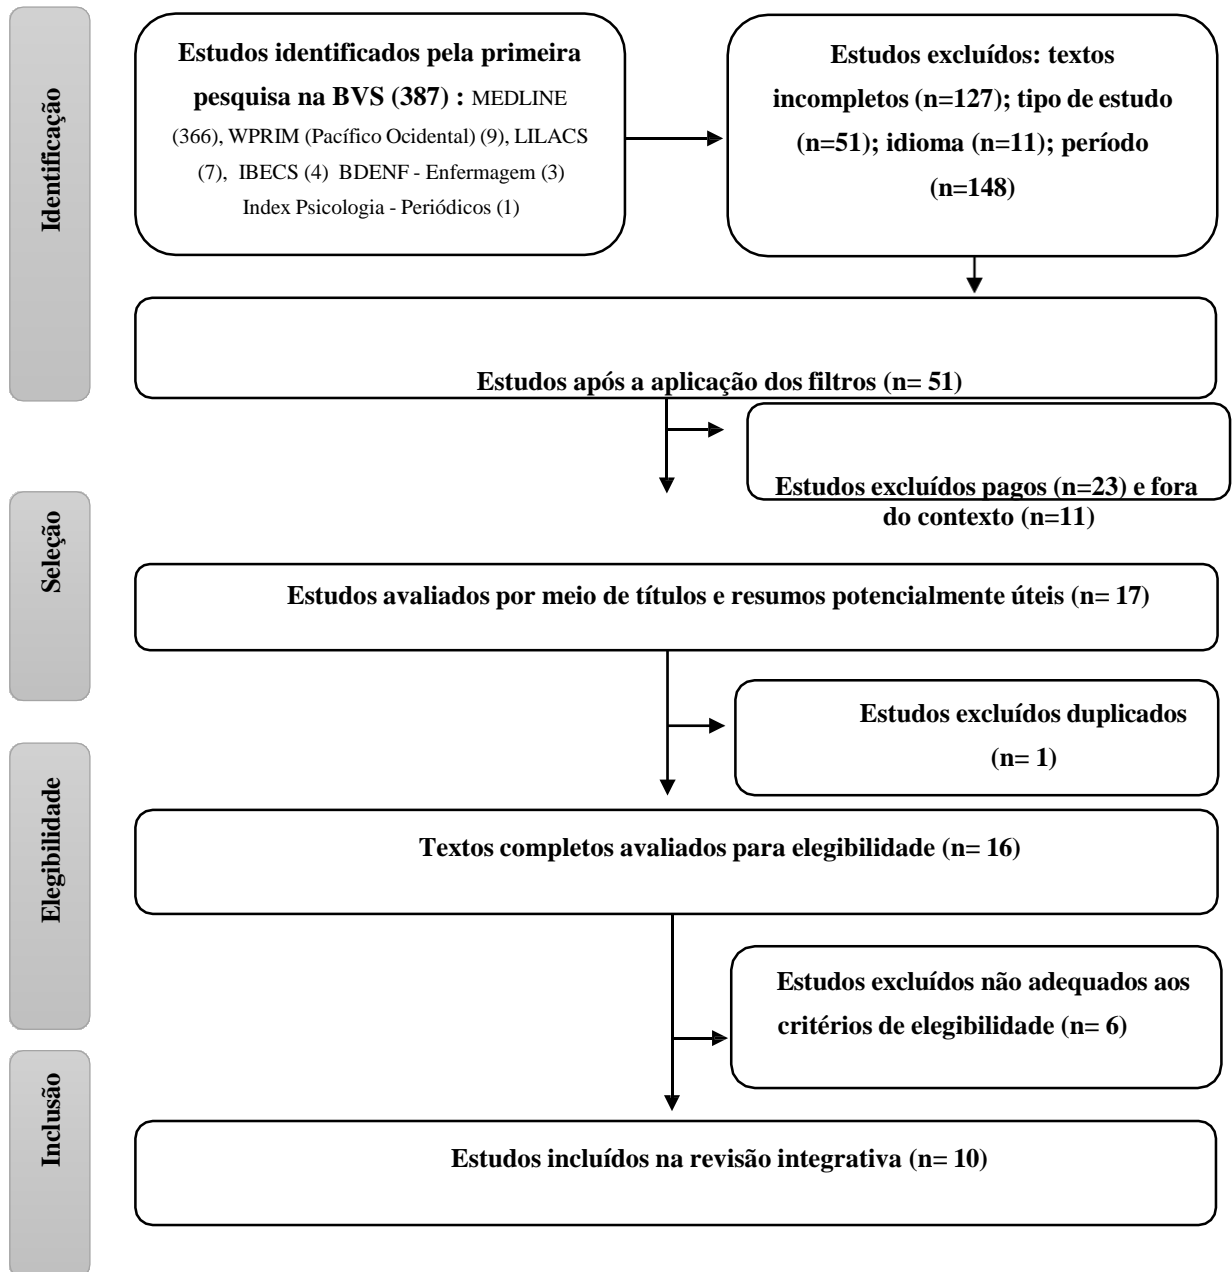 Identificação
Estudos identificados pela primeira
pesquisa na BVS (387) : MEDLINE
(366), WPRIM (Pacífico Ocidental) (9), LILACS
(7), IBECS (4) BDENF - Enfermagem (3)
Index Psicologia - Periódicos (1)
Estudos excluídos: textos
incompletos (n=127); tipo de estudo
(n=51); idioma (n=11); período
(n=148)
Estudos após a aplicação dos filtros (n= 51)
Seleção
Estudos excluídos pagos (n=23) e fora
do contexto (n=11)
Estudos avaliados por meio de títulos e resumos potencialmente úteis (n= 17)
Estudos excluídos duplicados
(n= 1)
Elegibilidade
Textos completos avaliados para elegibilidade (n= 16)
Estudos excluídos não adequados aos
critérios de elegibilidade (n= 6)
Inclusão
Estudos incluídos na revisão integrativa (n= 10)